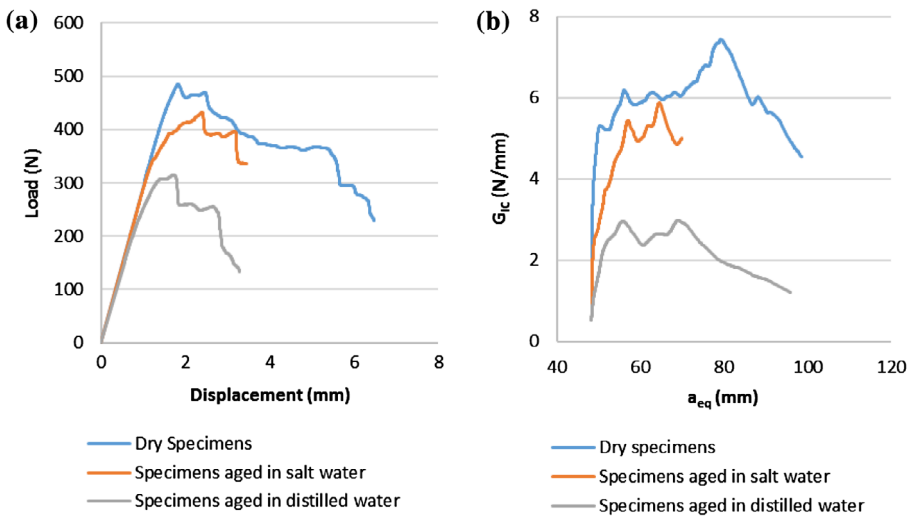 (a)
600
500
400
300
200
100
0
Load (N)
0 2 4 6 8
Displacement (mm)
Dry Specimens
Specimens aged in salt water
Specimens aged in distilled water
(b)
8
6
4
2
0
G_IC (N/mm)
40 60 80 100 120
a_eq (mm)
Dry specimens
Specimens aged in salt water
Specimens aged in distilled water